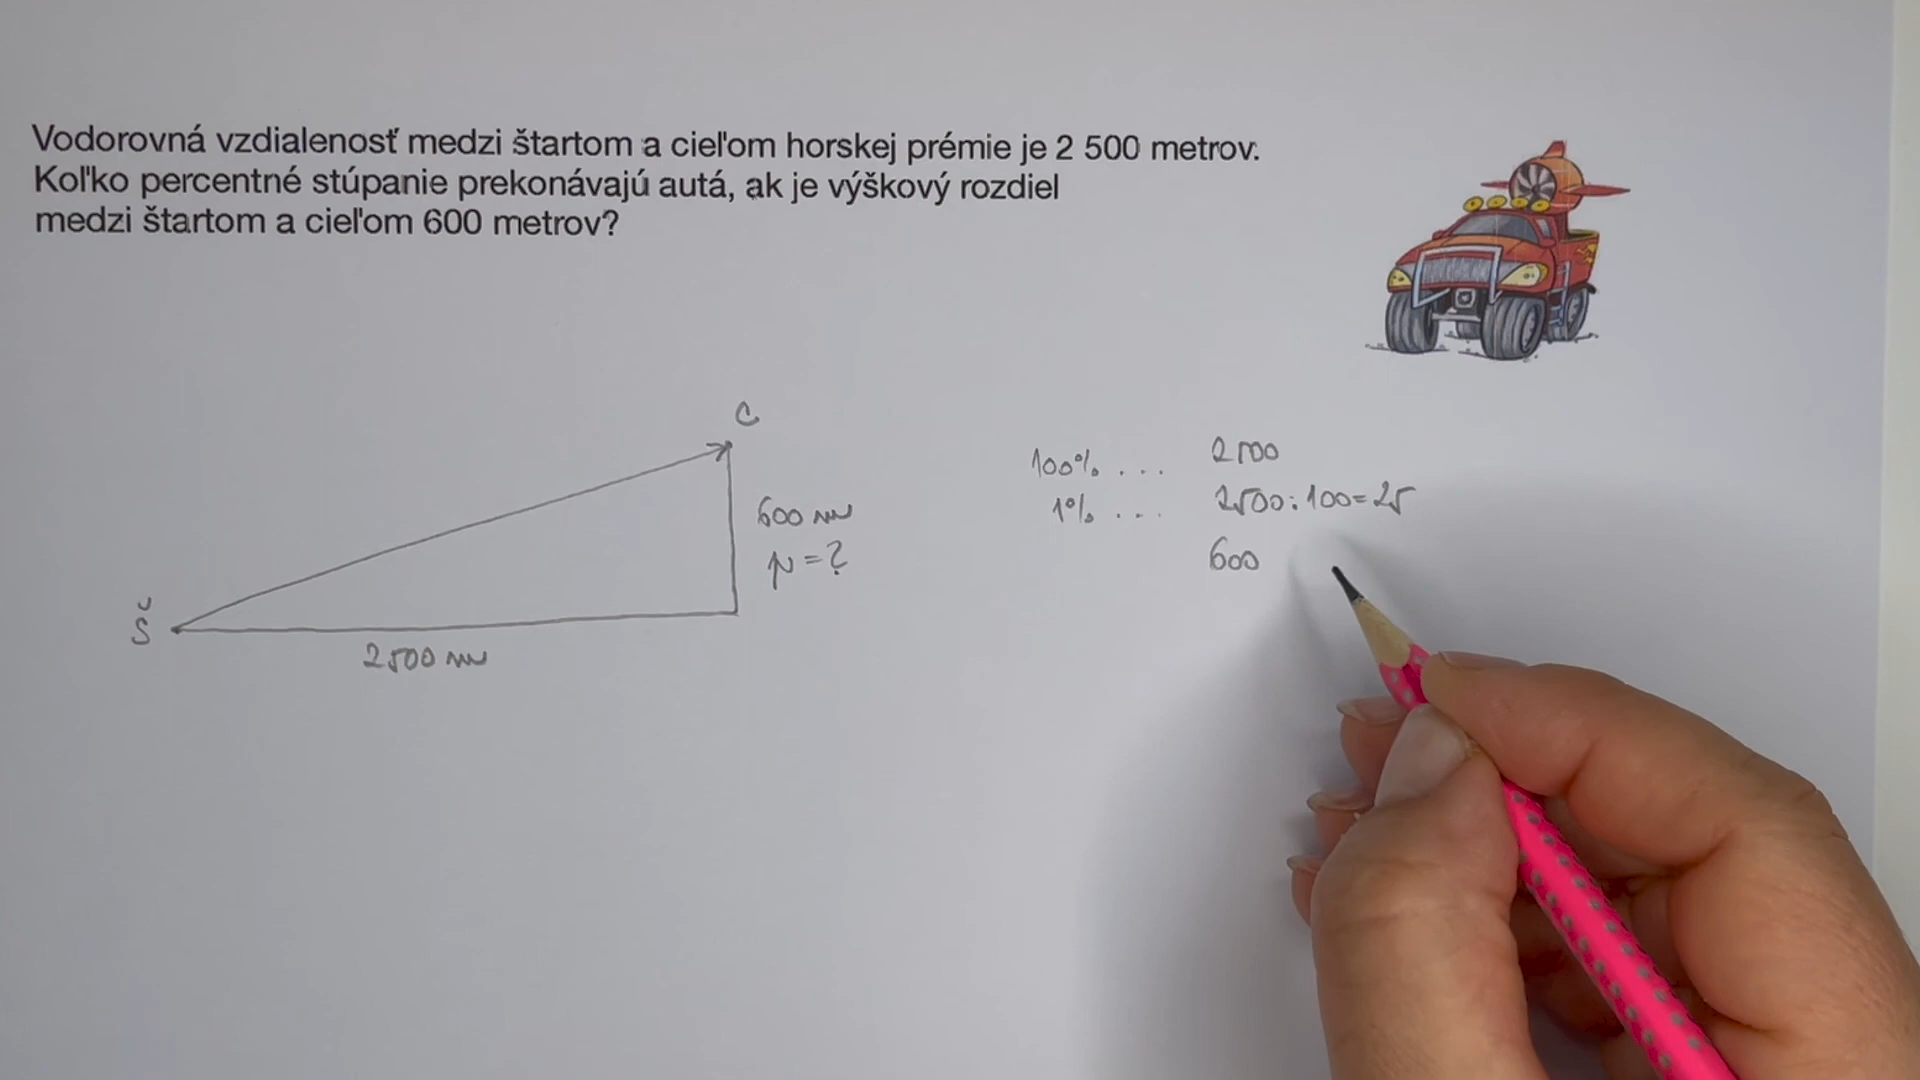 Vodorovná vzdialenosť medzi štartom a cieľom horskej prémie je 2 500 metrov.
Koľko percentné stúpanie prekonávajú autá, ak je výškový rozdiel
medzi štartom a cieľom 600 metrov?
C
600 m
p = ?
Š
2500 m
100% ... 2500
1% ... 2500 : 100 = 25
600